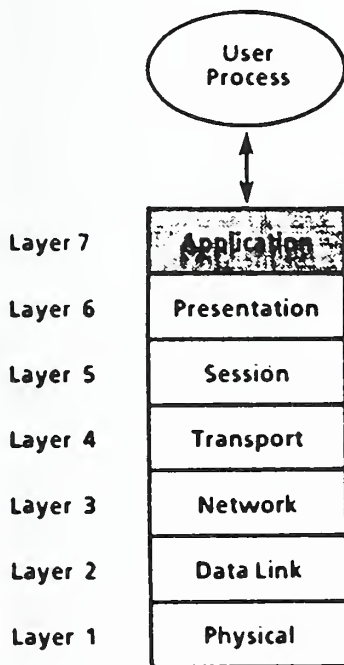 User
Process
Layer 7 Application
Layer 6 Presentation
Layer 5 Session
Layer 4 Transport
Layer 3 Network
Layer 2 Data Link
Layer 1 Physical